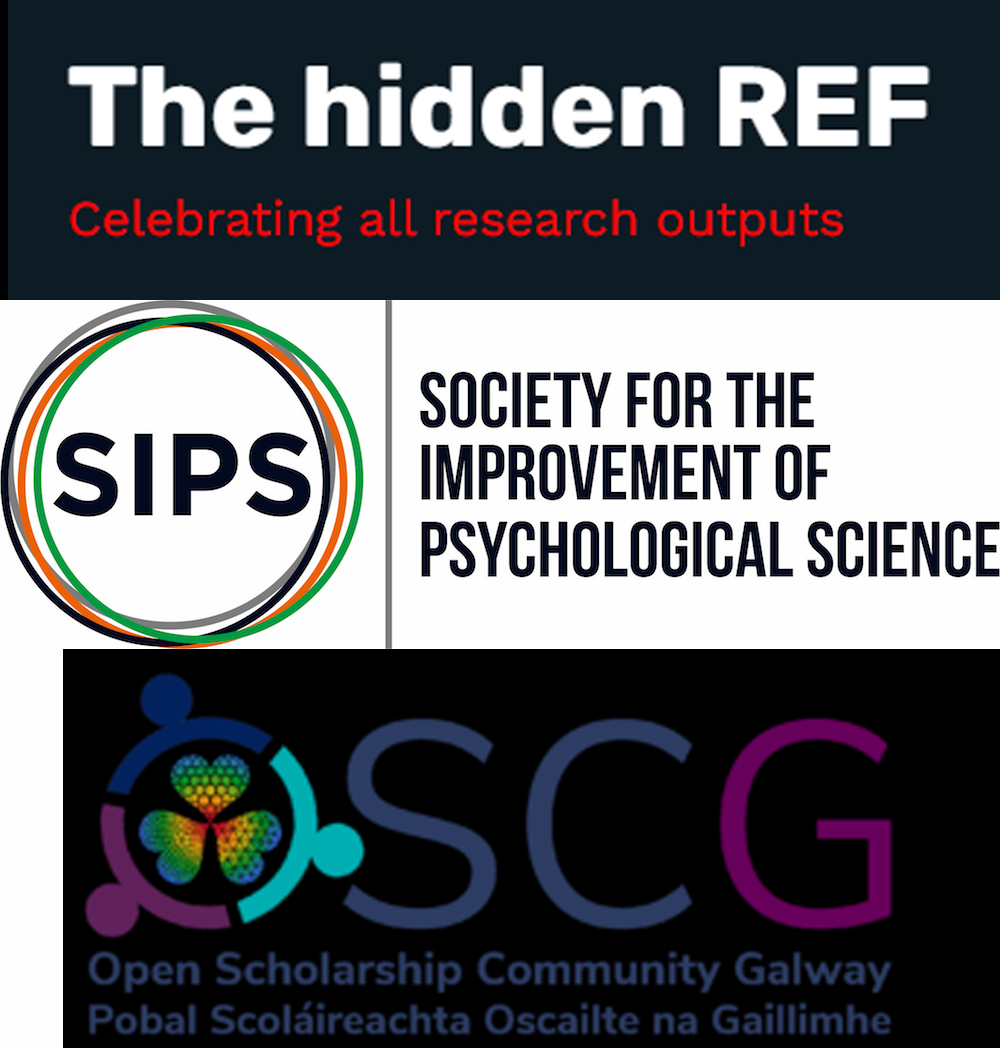 The hidden REF
Celebrating all research outputs
SIPS
SOCIETY FOR THE
IMPROVEMENT OF
PSYCHOLOGICAL SCIENCE
OSCG
Open Scholarship Community Galway
Pobal Scoláireachta Oscailte na Gaillimhe